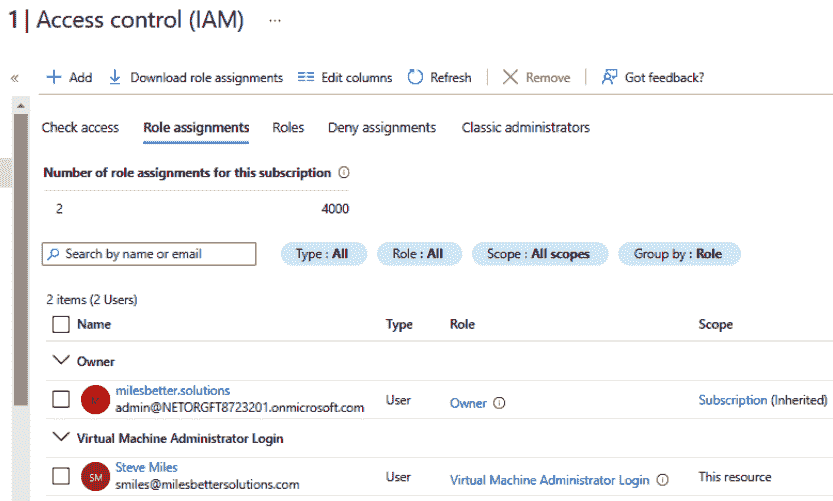 1 | Access control (IAM) ...
« + Add Download role assignments Edit columns Refresh Remove Got feedback?
Check access Role assignments Roles Deny assignments Classic administrators
Number of role assignments for this subscription
2 4000
Search by name or email Type : All Role : All Scope : All scopes Group by : Role
2 items (2 Users)
Name Type Role Scope
Owner
milesbetter.solutions
admin@NETORGFT8723201.onmicrosoft.com User Owner Subscription (Inherited)
Virtual Machine Administrator Login
SM Steve Miles
smiles@milesbettersolutions.com User Virtual Machine Administrator Login This resource